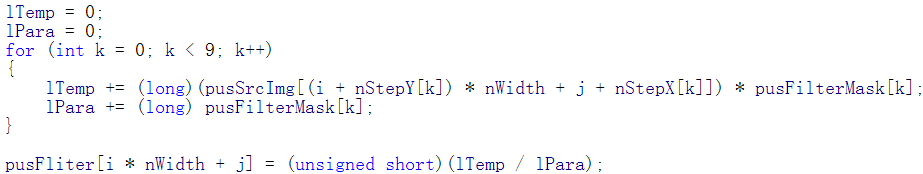 lTemp = 0;
lPara = 0;
for (int k = 0; k < 9; k++)
{
    lTemp += (long)(pusSrcImg[(i + nStepY[k]) * nWidth + j + nStepX[k]]) * pusFilterMask[k];
    lPara += (long) pusFilterMask[k];
}

pusFliter[i * nWidth + j] = (unsigned short)(lTemp / lPara);